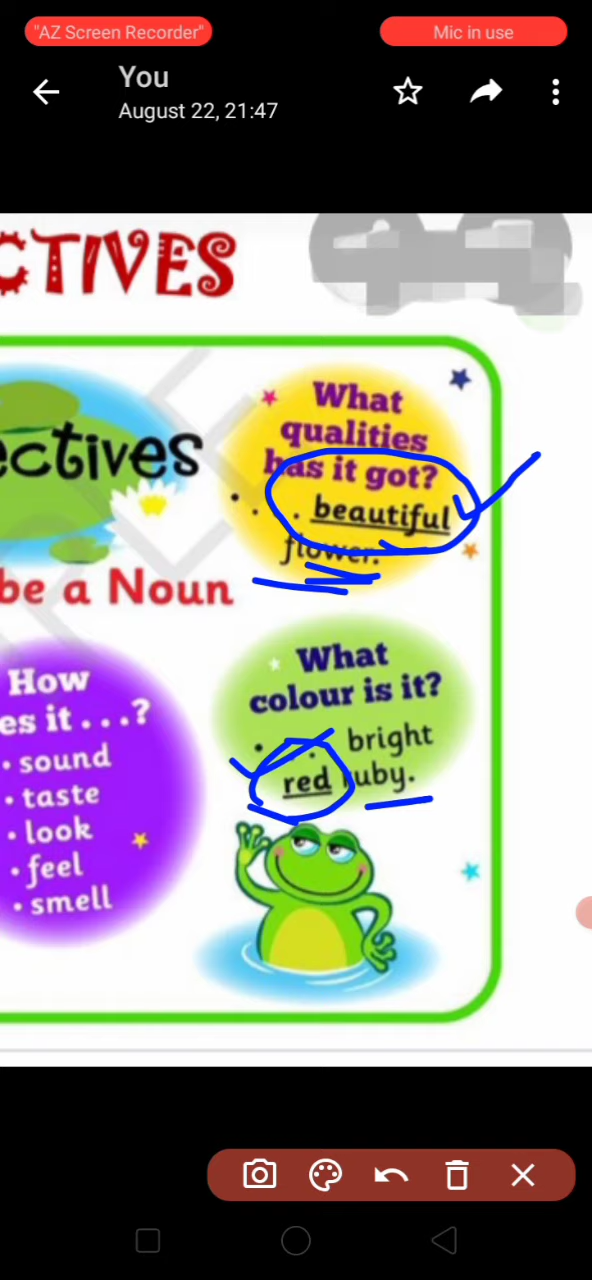 "AZ Screen Recorder"
Mic in use
You
August 22, 21:47
CTIVES
ectives
What
qualities
has it got?
. . . beautiful
flower.
be a Noun
How
es it . . .?
• sound
• taste
• look
• feel
• smell
What
colour is it?
. . . bright
red ruby.